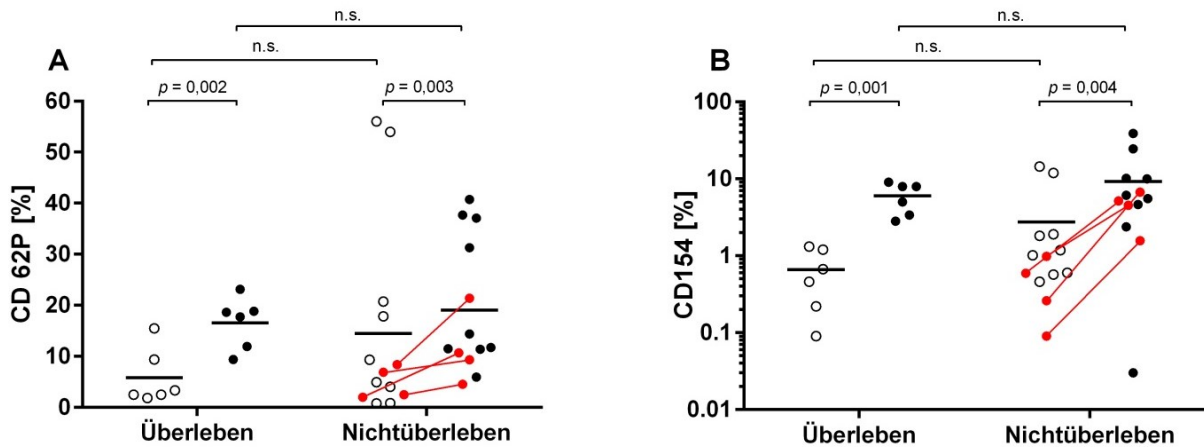 A
n.s.
n.s.
p = 0,002
p = 0,003
CD 62P [%]
60
50
40
30
20
10
0
Überleben
Nichtüberleben
B
n.s.
n.s.
p = 0,001
p = 0,004
CD154 [%]
100
10
1
0.1
0.01
Überleben
Nichtüberleben